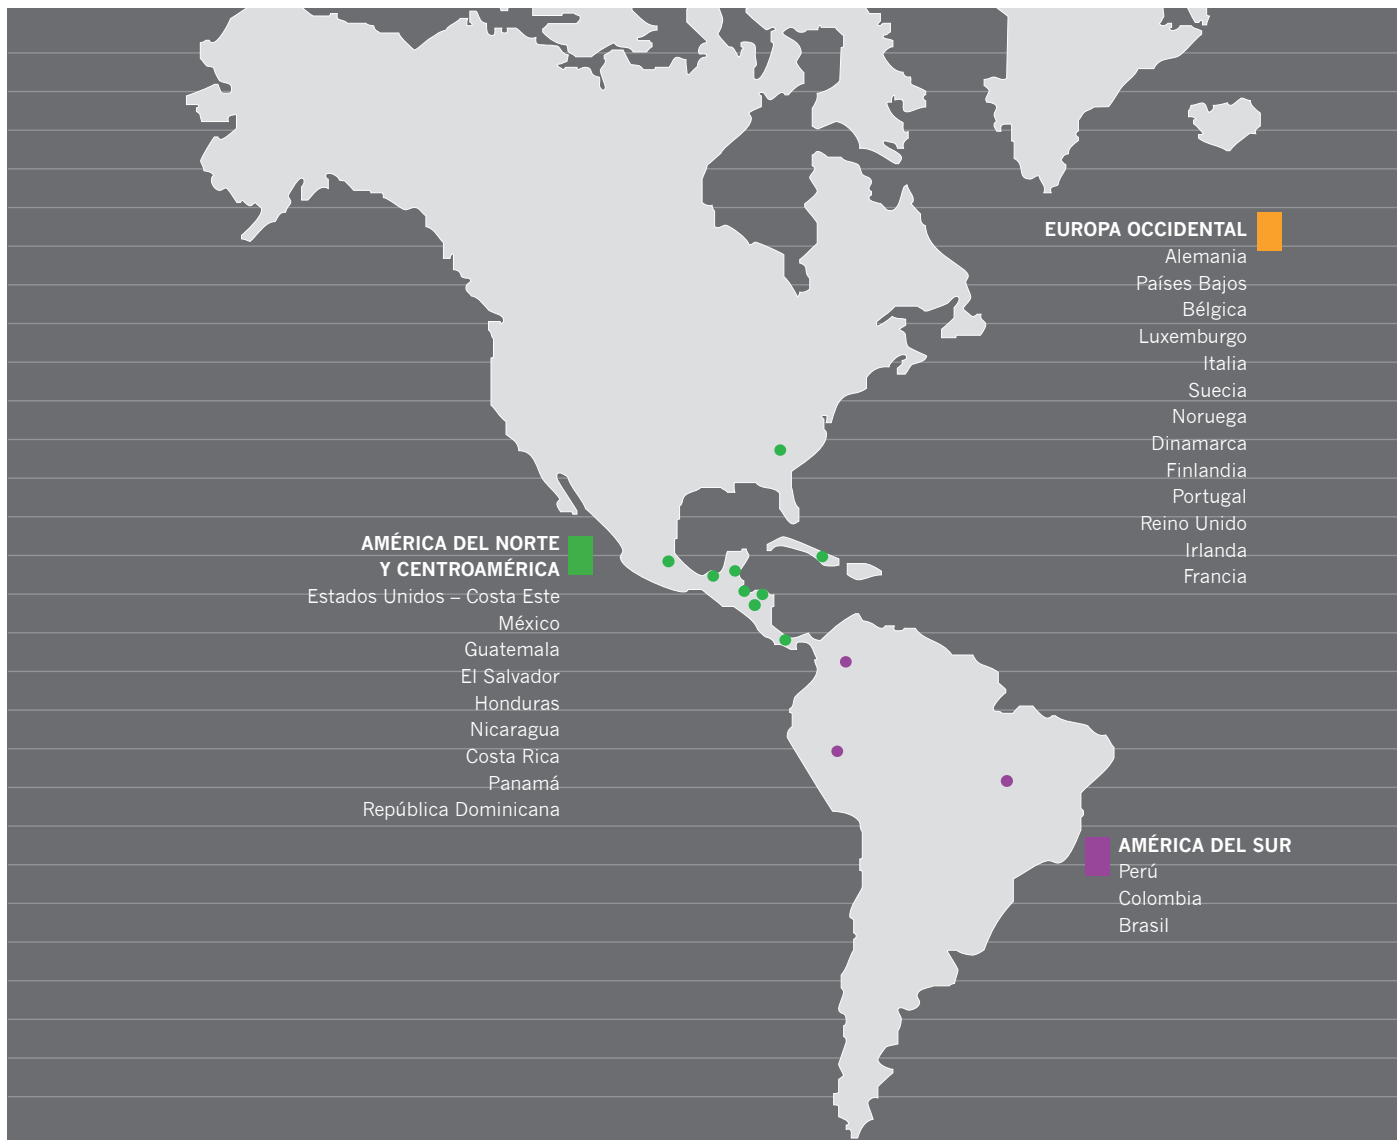 EUROPA OCCIDENTAL
Alemania
Países Bajos
Bélgica
Luxemburgo
Italia
Suecia
Noruega
Dinamarca
Finlandia
Portugal
Reino Unido
Irlanda
Francia
AMÉRICA DEL NORTE
Y CENTROAMÉRICA
Estados Unidos – Costa Este
México
Guatemala
El Salvador
Honduras
Nicaragua
Costa Rica
Panamá
República Dominicana
AMÉRICA DEL SUR
Perú
Colombia
Brasil